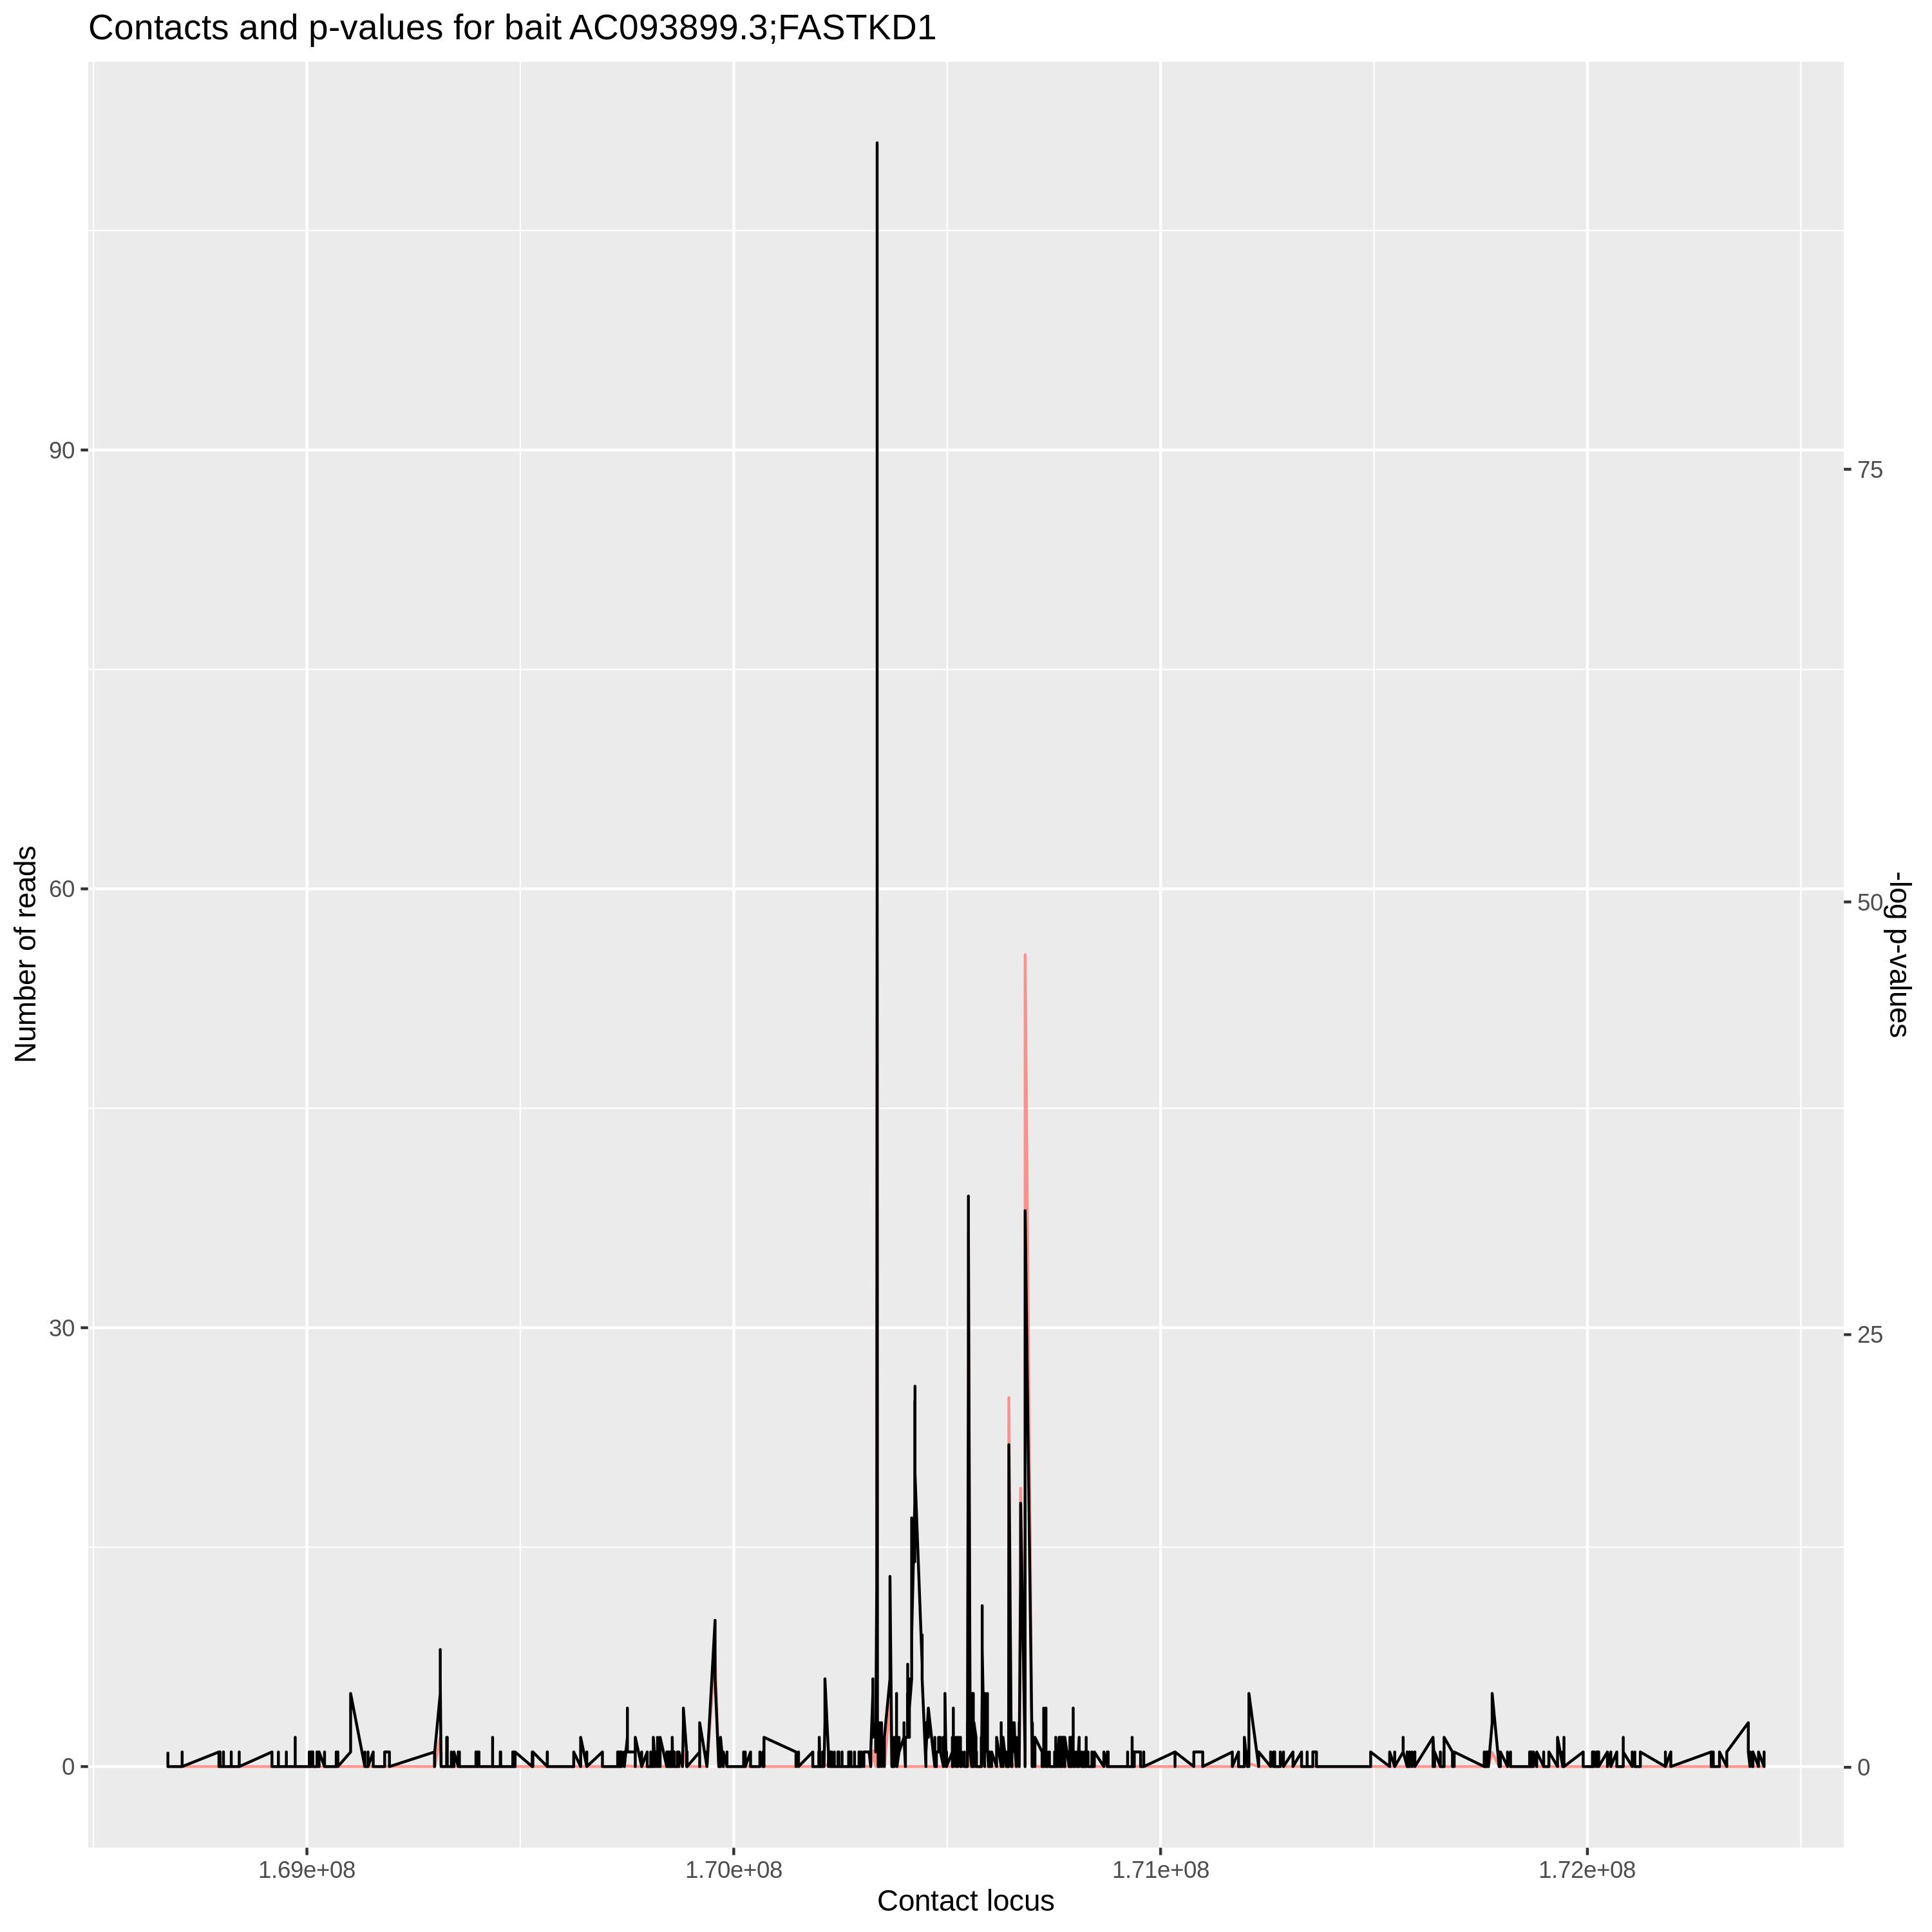 Contacts and p-values for bait AC093899.3;FASTKD1
Number of reads
90
60
30
0
75
50
25
0
-log p-values
1.69e+08 1.70e+08 1.71e+08 1.72e+08
Contact locus